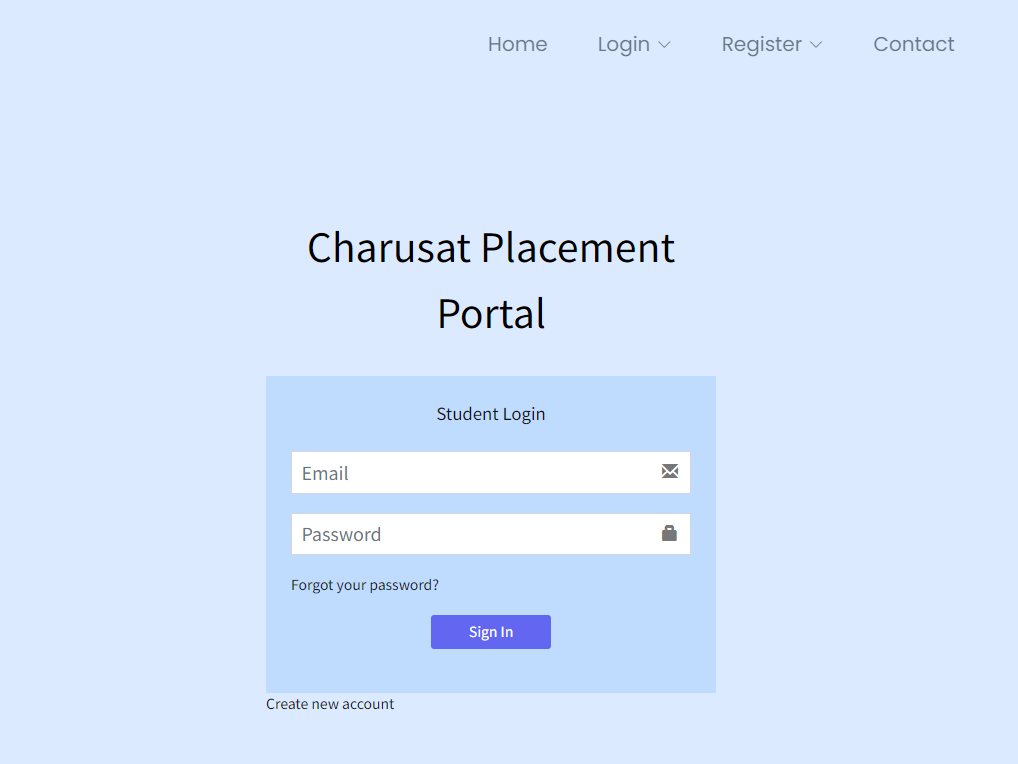 Home Login Register Contact
Charusat Placement
Portal
Student Login
Email
Password
Forgot your password?
Sign In
Create new account